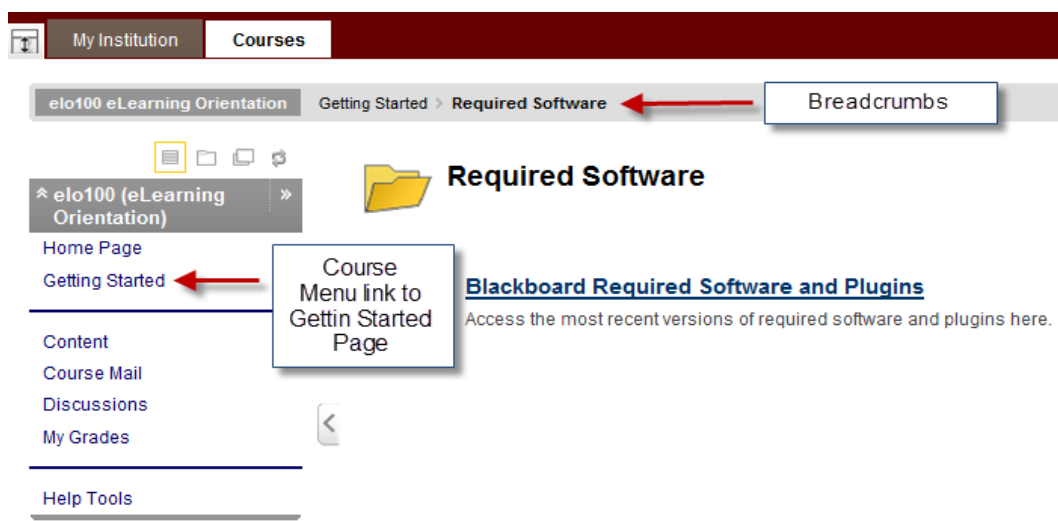 My Institution Courses
elo100 eLearning Orientation Getting Started > Required Software Breadcrumbs
elo100 (eLearning
Orientation)
Required Software
Home Page
Getting Started
Course
Menu link to
Gettin Started
Page
Blackboard Required Software and Plugins
Access the most recent versions of required software and plugins here.
Content
Course Mail
Discussions
My Grades
Help Tools